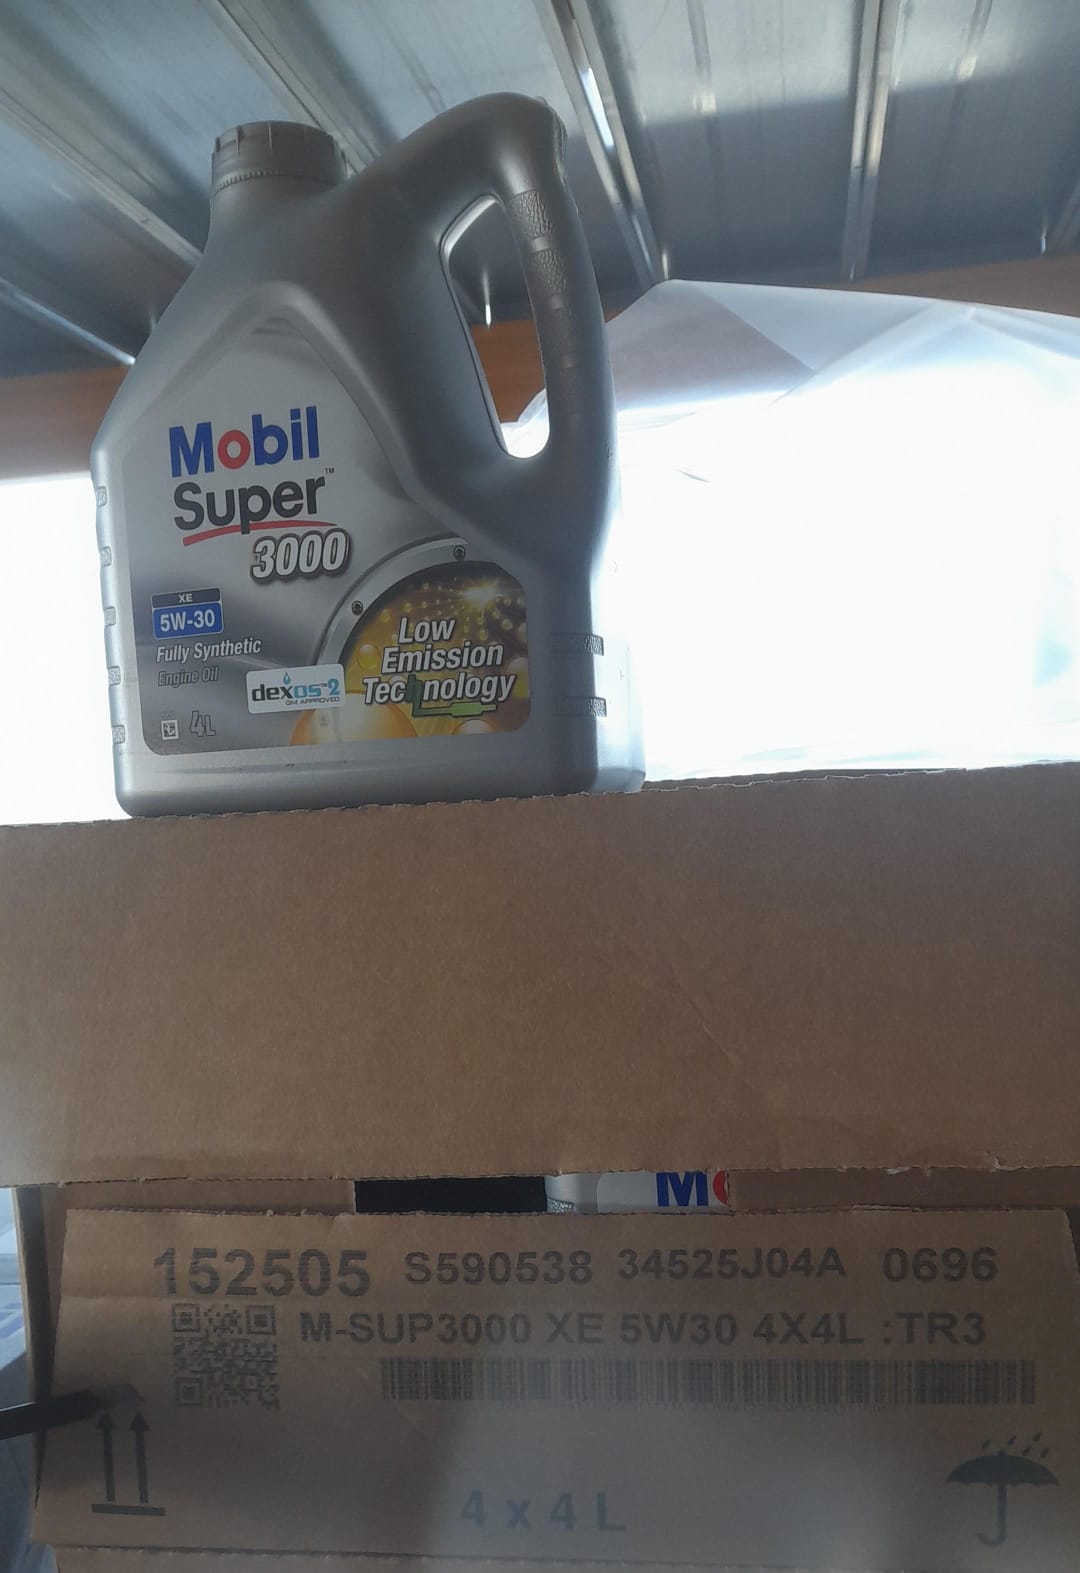 Mobil
Super™
3000
XE
5W-30
Fully Synthetic
Engine Oil
dexos™2
GM APPROVED
4L
Low
Emission
Technology
M
152505 S590538 34525J04A 0696
M-SUP3000 XE 5W30 4X4L :TR3
4 x 4 L